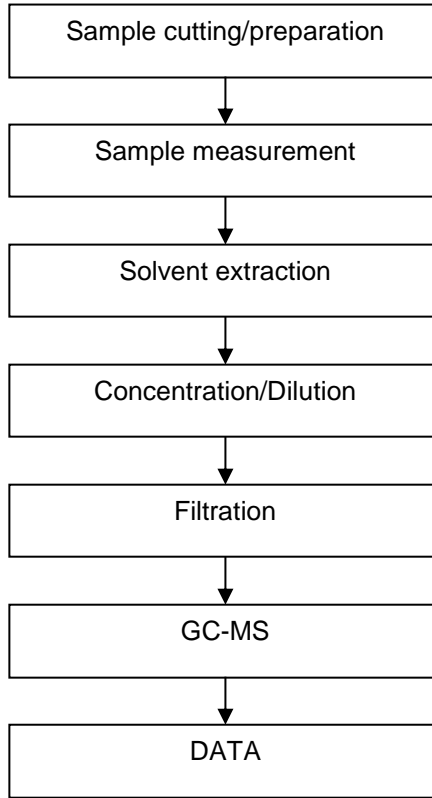 Sample cutting/preparation
Sample measurement
Solvent extraction
Concentration/Dilution
Filtration
GC-MS
DATA